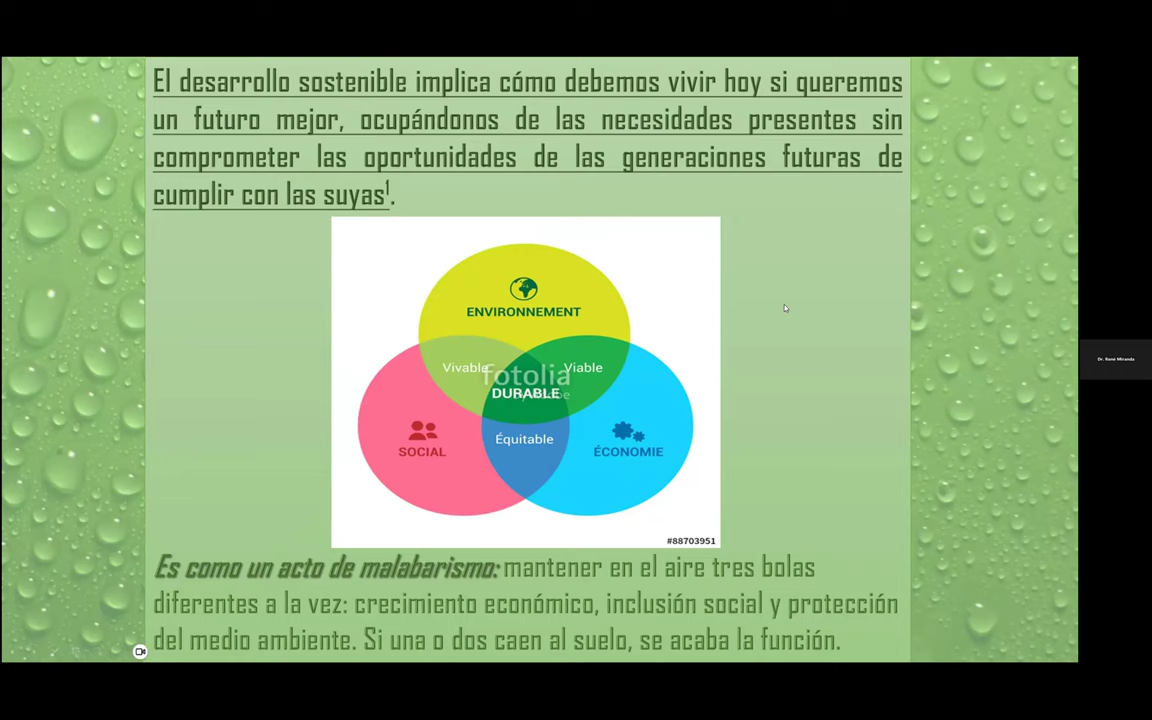 El desarrollo sostenible implica cómo debemos vivir hoy si queremos
un futuro mejor, ocupándonos de las necesidades presentes sin
comprometer las oportunidades de las generaciones futuras de
cumplir con las suyas¹.
ENVIRONNEMENT
Vivable
Viable
fotolia
DURABLE
Équitable
SOCIAL
ÉCONOMIE
#88703951
Es como un acto de malabarismo: mantener en el aire tres bolas
diferentes a la vez: crecimiento económico, inclusión social y protección
del medio ambiente. Si una o dos caen al suelo, se acaba la función.
Dr. René Miranda